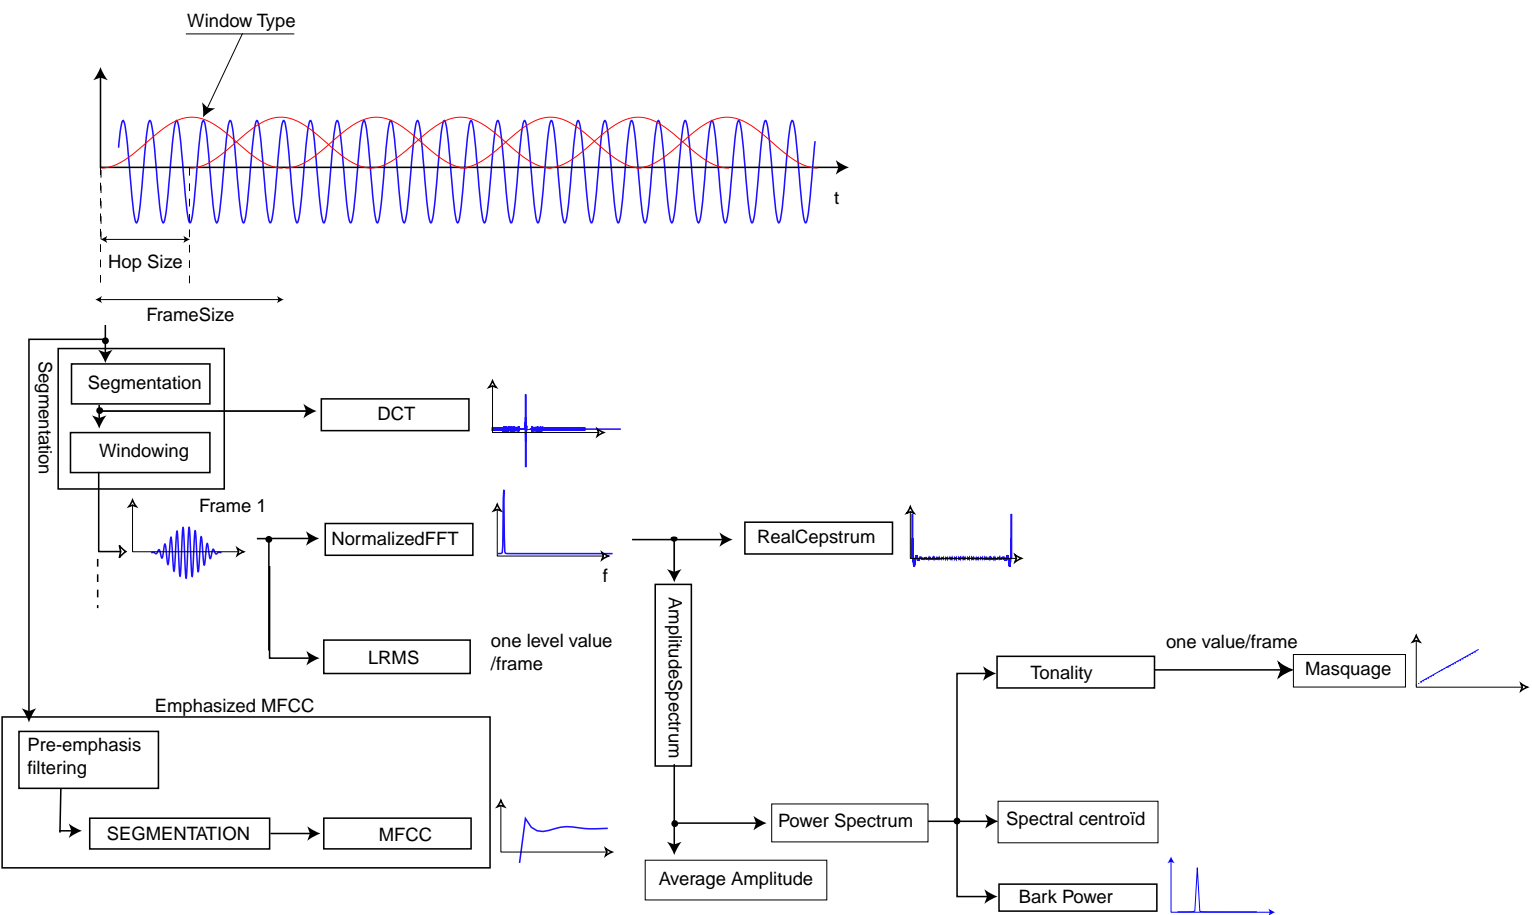 Window Type
t
Hop Size
FrameSize
Segmentation
Segmentation
DCT
Windowing
Frame 1
NormalizedFFT
f
RealCepstrum
AmplitudeSpectrum
LRMS
one level value
/frame
one value/frame
Tonality
Masquage
Emphasized MFCC
Pre-emphasis
filtering
SEGMENTATION
MFCC
Power Spectrum
Spectral centroïd
Average Amplitude
Bark Power